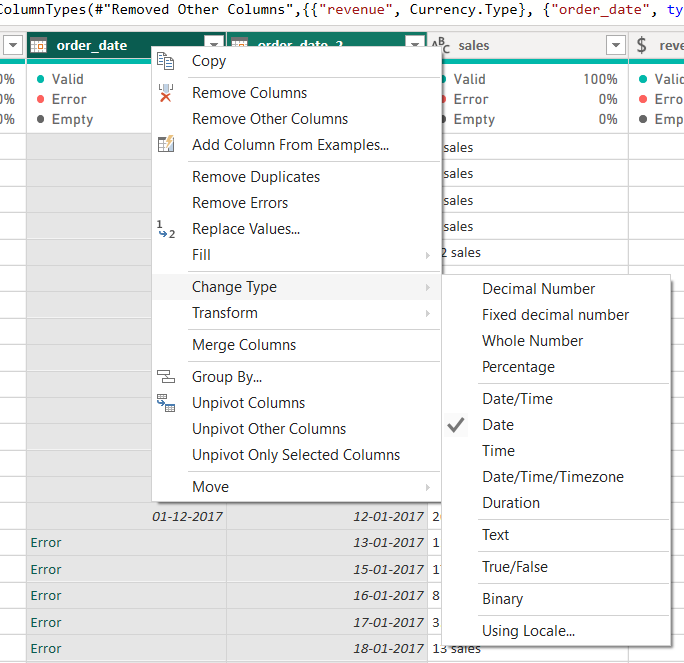 ColumnTypes(#"Removed Other Columns",{{"revenue", Currency.Type}, {"order_date", ty
order_date
order_date_2
ABC sales
$ reve
0% Valid Valid 100% Valid
0% Error Error 0% Error
0% Empty Empty 0% Emp
Copy
Remove Columns
Remove Other Columns
Add Column From Examples...
Remove Duplicates
Remove Errors
1 2 Replace Values...
Fill
Change Type
Transform
Merge Columns
Group By...
Unpivot Columns
Unpivot Other Columns
Unpivot Only Selected Columns
Move
sales
sales
sales
sales
2 sales
Decimal Number
Fixed decimal number
Whole Number
Percentage
Date/Time
Date
Time
Date/Time/Timezone
Duration
Text
True/False
Binary
Using Locale...
01-12-2017 12-01-2017
Error 13-01-2017 1
Error 15-01-2017
Error 16-01-2017 8
Error 17-01-2017 3
Error 18-01-2017 13 sales